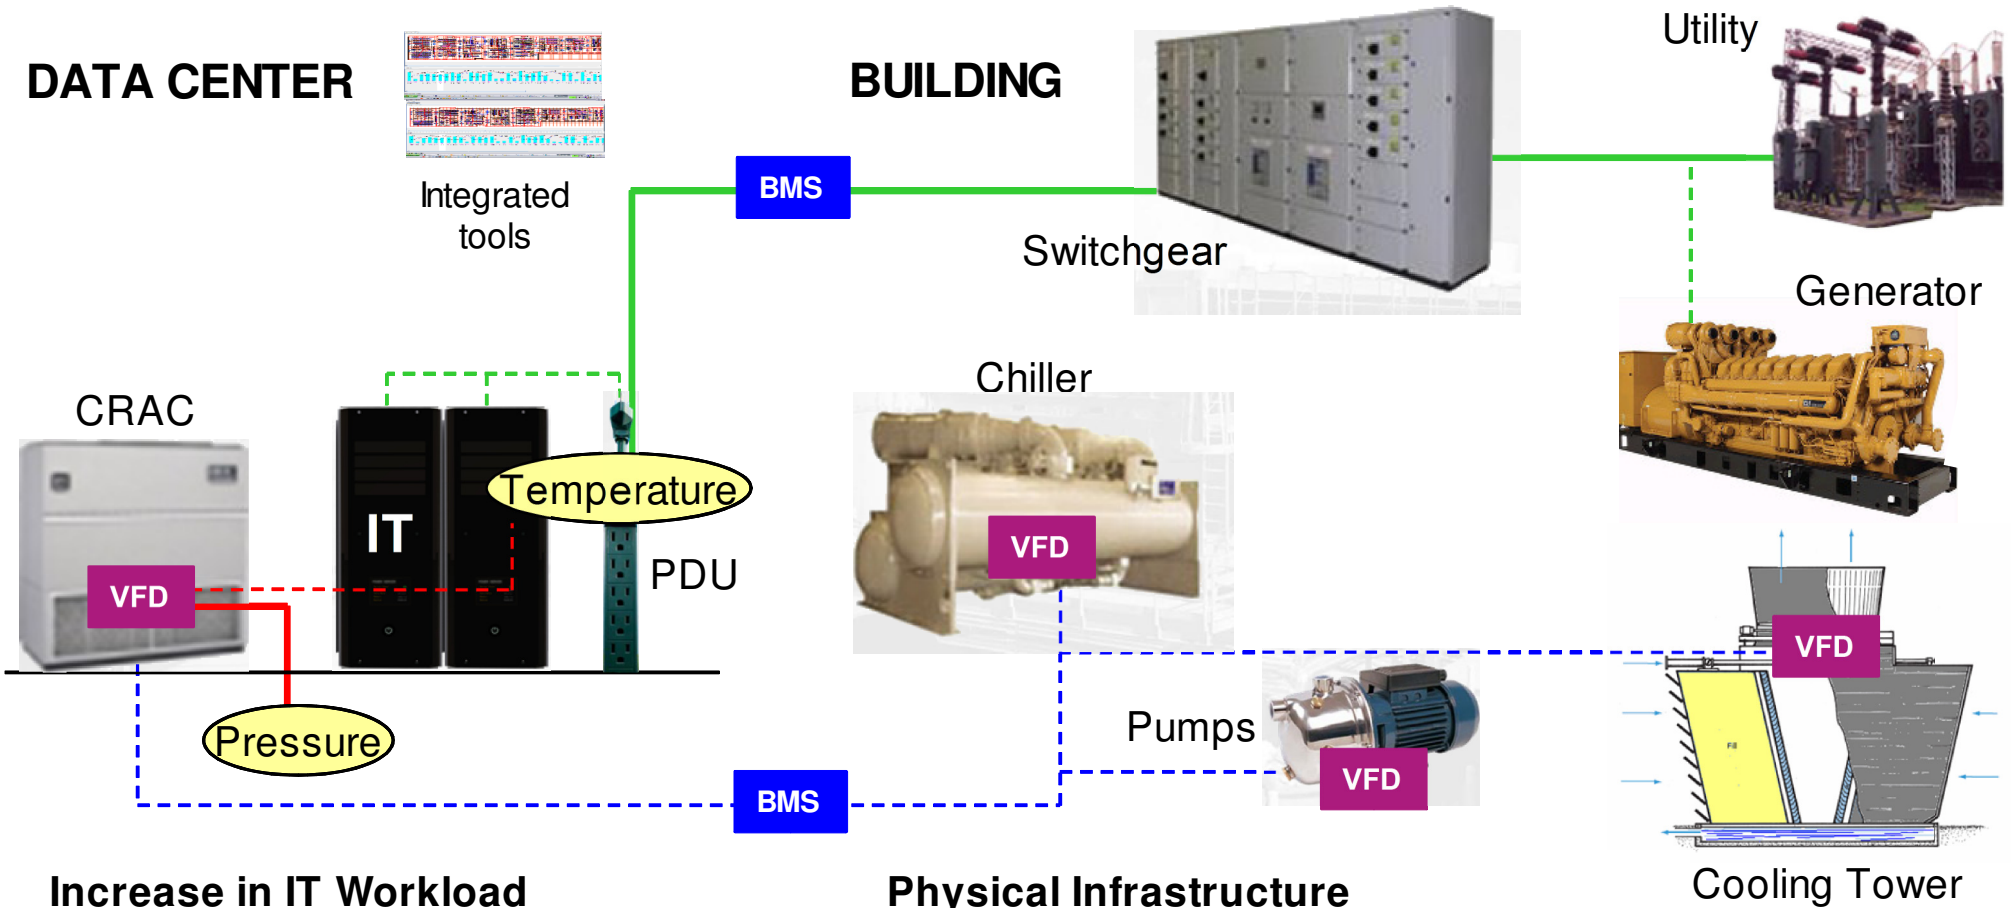 DATA CENTER
BUILDING
Utility
Integrated
tools
BMS
Switchgear
Generator
Chiller
CRAC
IT
Temperature
PDU
VFD
VFD
VFD
Pressure
Pumps
VFD
BMS
Fill
Cooling Tower
Increase in IT Workload
Physical Infrastructure